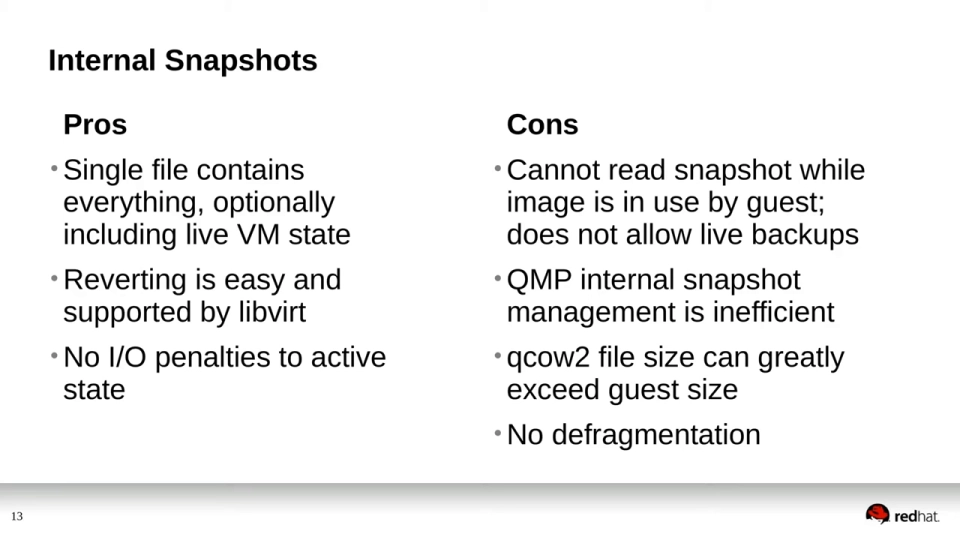 Internal Snapshots
Pros
• Single file contains
everything, optionally
including live VM state
• Reverting is easy and
supported by libvirt
• No I/O penalties to active
state
Cons
• Cannot read snapshot while
image is in use by guest;
does not allow live backups
• QMP internal snapshot
management is inefficient
• qcow2 file size can greatly
exceed guest size
• No defragmentation
13
redhat.